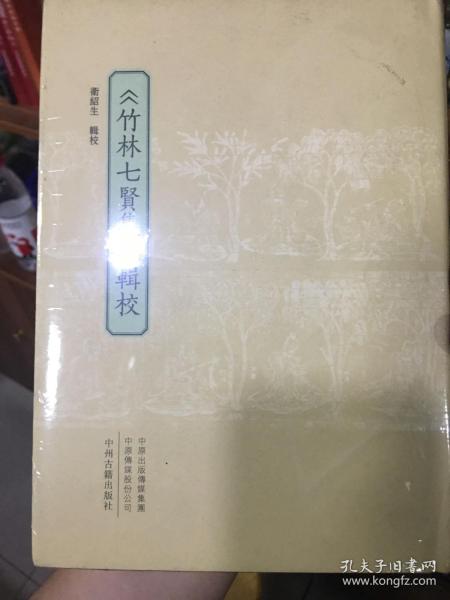 《竹林七賢集》輯校
衛紹生 輯校
中原出版傳媒集團
中原傳媒股份公司
中州古籍出版社
孔夫子旧书网
www.kongfz.com